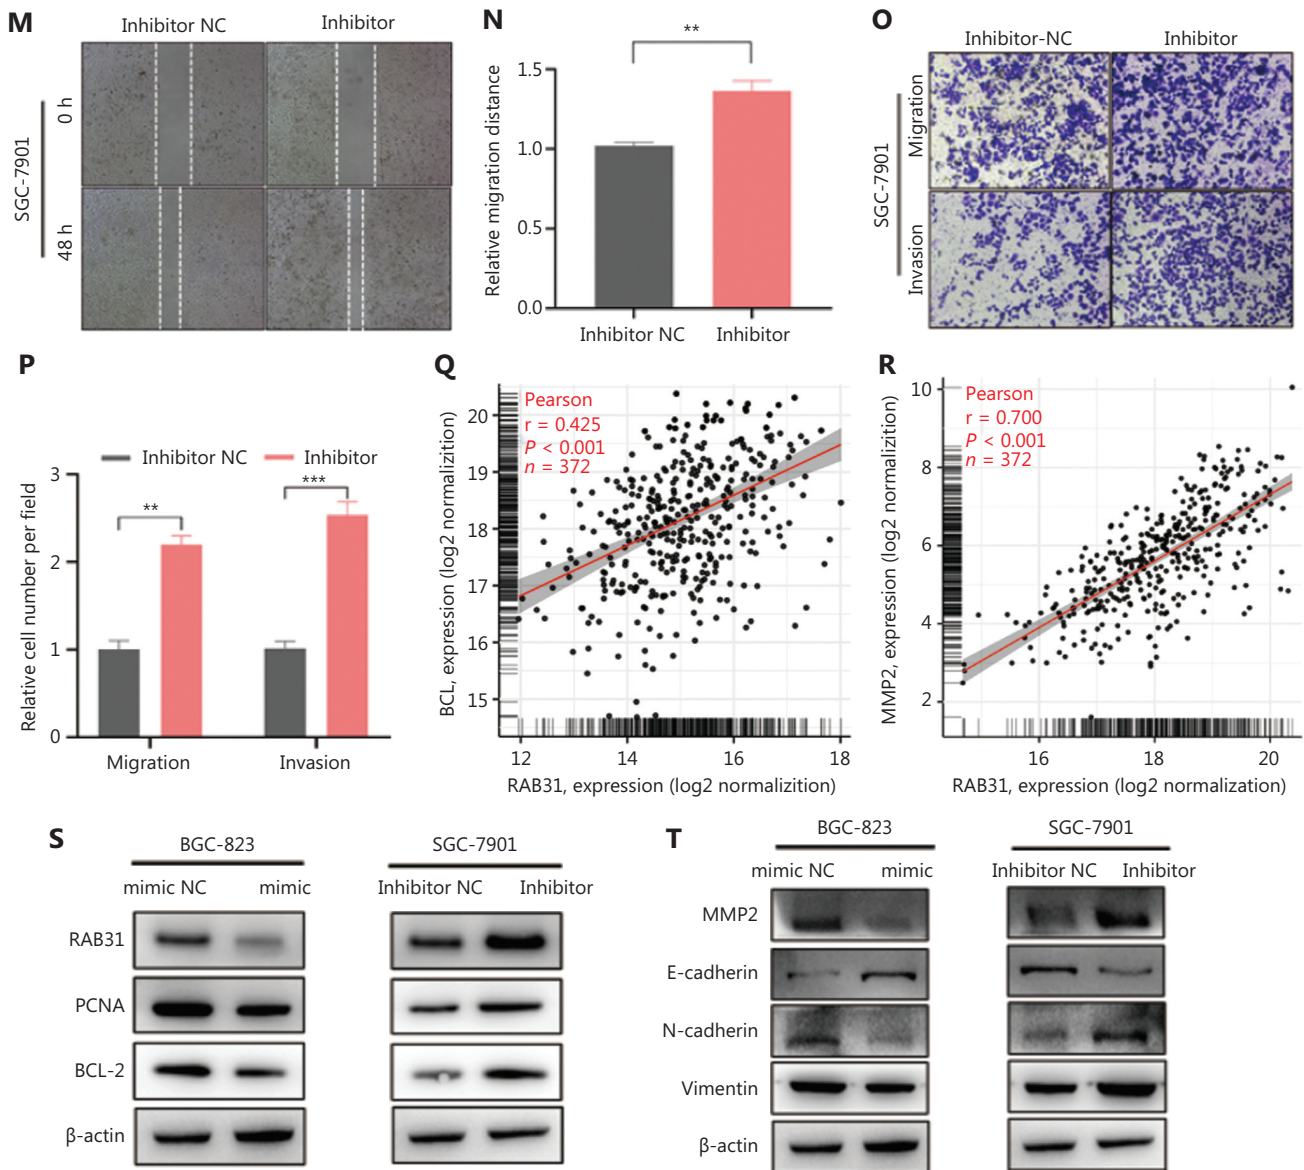 M
Inhibitor NC
Inhibitor
SGC-7901
0 h
48 h
N
**
Relative migration distance
1.5
1.0
0.5
0.0
Inhibitor NC
Inhibitor
O
Inhibitor-NC
Inhibitor
SGC-7901
Migration
Invasion
P
Inhibitor NC
Inhibitor
Relative cell number per field
3
2
1
0
**
***
Migration
Invasion
Q
Pearson
r = 0.425
P < 0.001
n = 372
BCL, expression (log2 normalizition)
20
19
18
17
16
15
12
14
16
18
RAB31, expression (log2 normalizition)
R
Pearson
r = 0.700
P < 0.001
n = 372
MMP2, expression (log2 normalizition)
10
8
6
4
2
16
18
20
RAB31, expression (log2 normalization)
S
BGC-823
SGC-7901
mimic NC
mimic
Inhibitor NC
Inhibitor
RAB31
PCNA
BCL-2
β-actin
T
BGC-823
SGC-7901
mimic NC
mimic
Inhibitor NC
Inhibitor
MMP2
E-cadherin
N-cadherin
Vimentin
β-actin